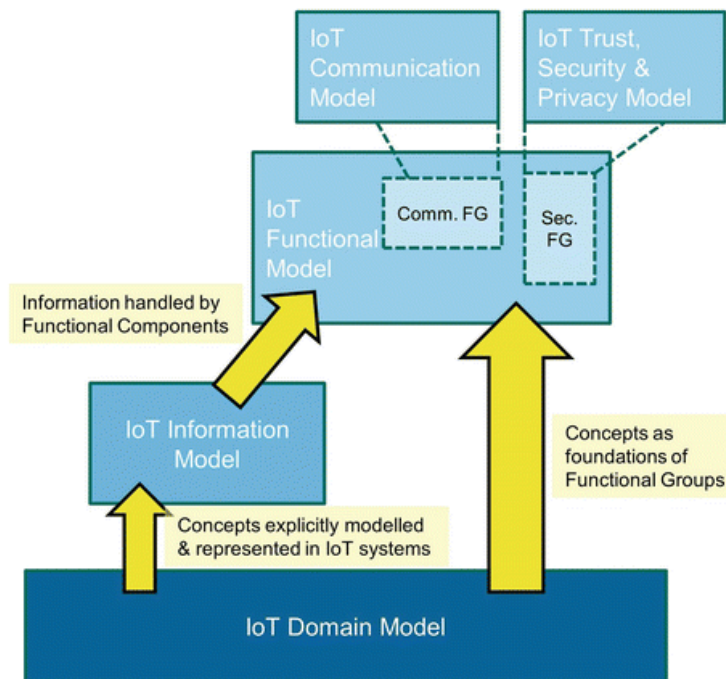 IoT
Communication
Model
IoT Trust,
Security &
Privacy Model
IoT
Functional
Model
Comm. FG
Sec.
FG
Information handled by
Functional Components
IoT Information
Model
Concepts as
foundations of
Functional Groups
Concepts explicitly modelled
& represented in IoT systems
IoT Domain Model